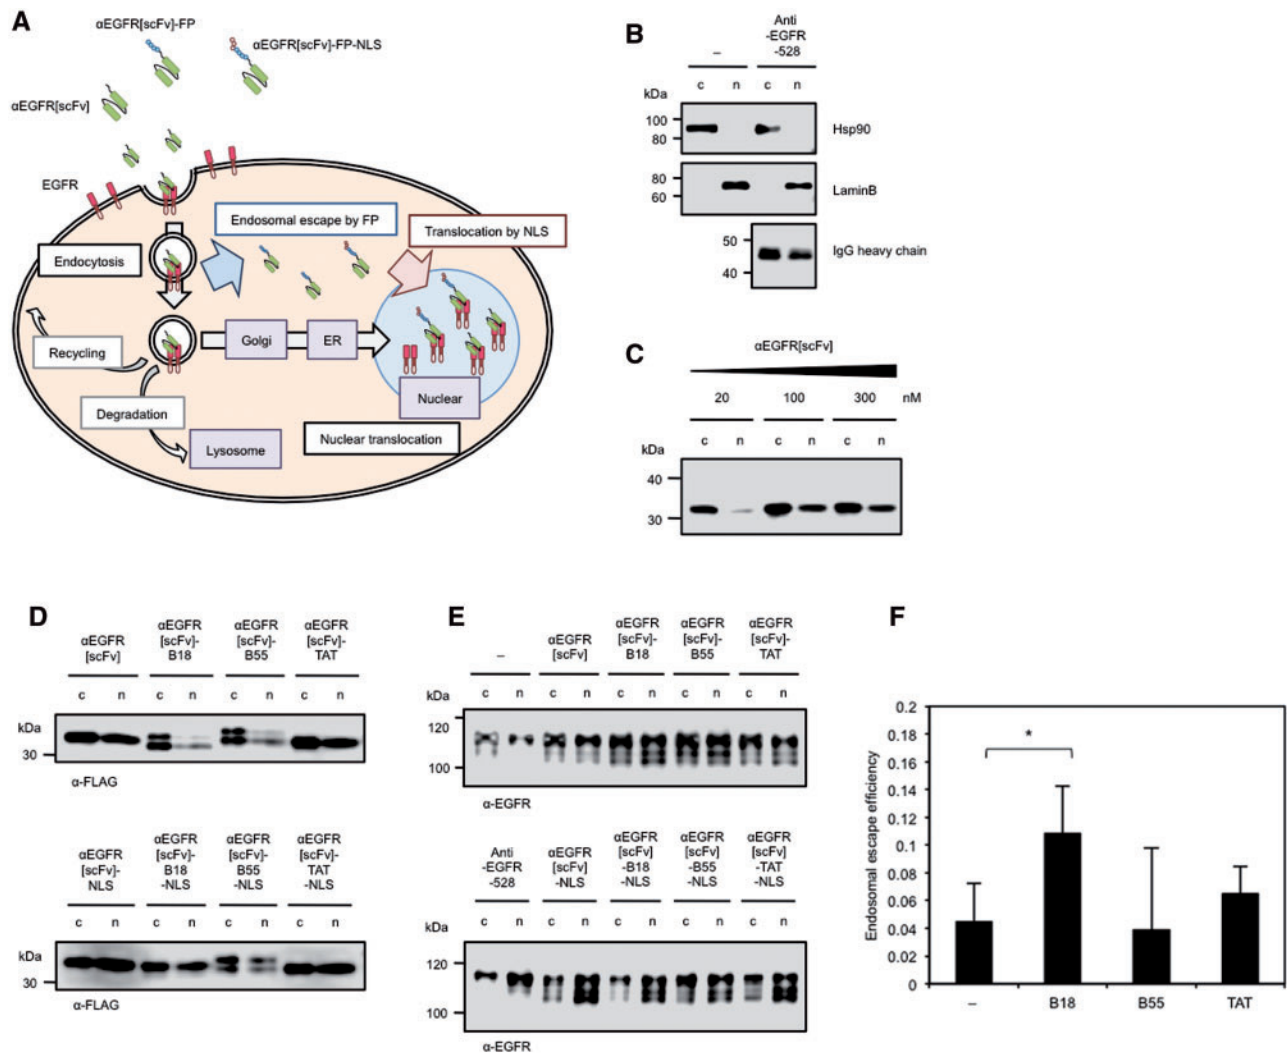 A
αEGFR[scFv]-FP
αEGFR[scFv]-FP-NLS
αEGFR[scFv]
EGFR
Endosomal escape by FP
Translocation by NLS
Endocytosis
Recycling
Golgi
ER
Degradation
Nuclear
Lysosome
Nuclear translocation
B
Anti
-EGFR
-528
–
c n c n
kDa
100
80
Hsp90
80
60
LaminB
50
40
IgG heavy chain
C
αEGFR[scFv]
20 100 300 nM
c n c n c n
kDa
40
30
D
αEGFR
[scFv]
αEGFR
[scFv]-
B18
αEGFR
[scFv]-
B55
αEGFR
[scFv]-
TAT
c n c n c n c n
kDa
30
α-FLAG
αEGFR
[scFv]-
NLS
αEGFR
[scFv]-
B18
-NLS
αEGFR
[scFv]-
B55
-NLS
αEGFR
[scFv]-
TAT
-NLS
c n c n c n c n
kDa
30
α-FLAG
E
–
αEGFR
[scFv]
αEGFR
[scFv]-
B18
αEGFR
[scFv]-
B55
αEGFR
[scFv]-
TAT
c n c n c n c n c n
kDa
120
100
α-EGFR
Anti
-EGFR
-528
αEGFR
[scFv]
-NLS
αEGFR
[scFv]
-B18
-NLS
αEGFR
[scFv]
-B55
-NLS
αEGFR
[scFv]
-TAT
-NLS
c n c n c n c n c n
kDa
120
100
α-EGFR
F
Endosomal escape efficiency
0.2
0.18
0.16
0.14
0.12
0.1
0.08
0.06
0.04
0.02
0
*
– B18 B55 TAT